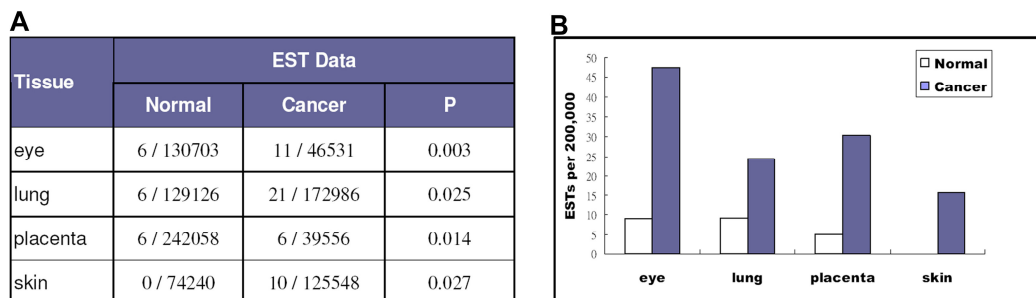 A
Tissue EST Data
Normal Cancer P
eye 6 / 130703 11 / 46531 0.003
lung 6 / 129126 21 / 172986 0.025
placenta 6 / 242058 6 / 39556 0.014
skin 0 / 74240 10 / 125548 0.027
B
ESTs per 200,000
50
45
40
35
30
25
20
15
10
5
0
eye lung placenta skin
Normal
Cancer